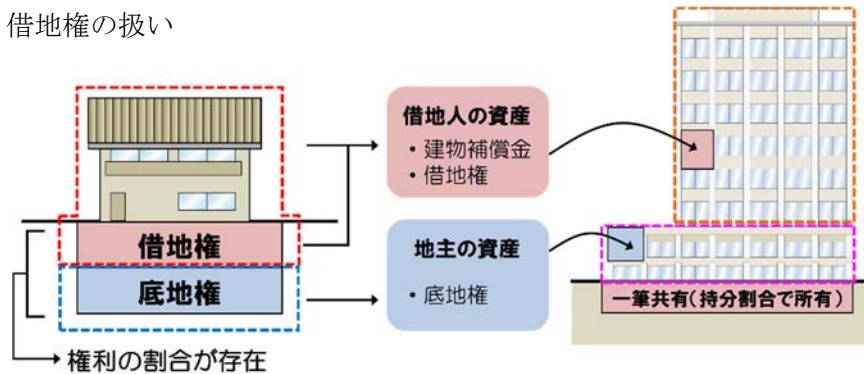 借地権の扱い
借地権
底地権
権利の割合が存在
借地人の資産
・建物補償金
・借地権
地主の資産
・底地権
一筆共有(持分割合で所有)